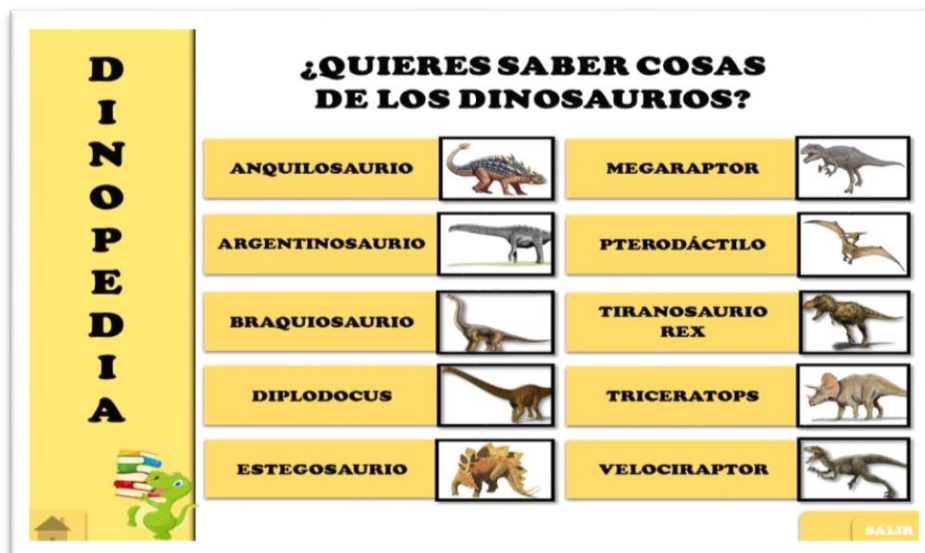 DINOPEDIA
¿QUIERES SABER COSAS
DE LOS DINOSAURIOS?
ANQUILOSAURIO
ARGENTINOSAURIO
BRAQUIOSAURIO
DIPLODOCUS
ESTEGOSAURIO
MEGARAPTOR
PTERODÁCTILO
TIRANOSAURIO
REX
TRICERATOPS
VELOCIRAPTOR
SALIR